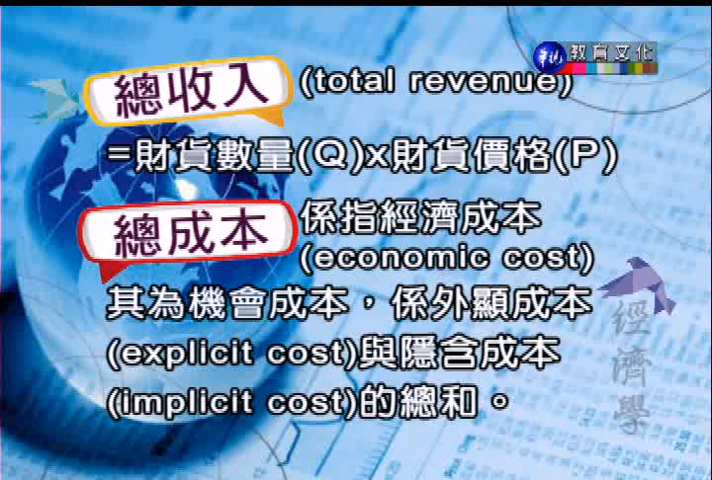 華視 教育文化
總收入 (total revenue)
=財貨數量(Q)x財貨價格(P)
總成本 係指經濟成本
(economic cost)
其為機會成本，係外顯成本
(explicit cost)與隱含成本
(implicit cost)的總和。
經濟學